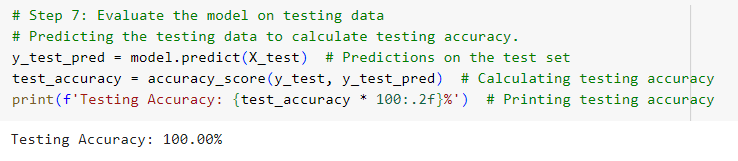 # Step 7: Evaluate the model on testing data
# Predicting the testing data to calculate testing accuracy.
y_test_pred = model.predict(X_test)  # Predictions on the test set
test_accuracy = accuracy_score(y_test, y_test_pred)  # Calculating testing accuracy
print(f'Testing Accuracy: {test_accuracy * 100:.2f}%')  # Printing testing accuracy
Testing Accuracy: 100.00%